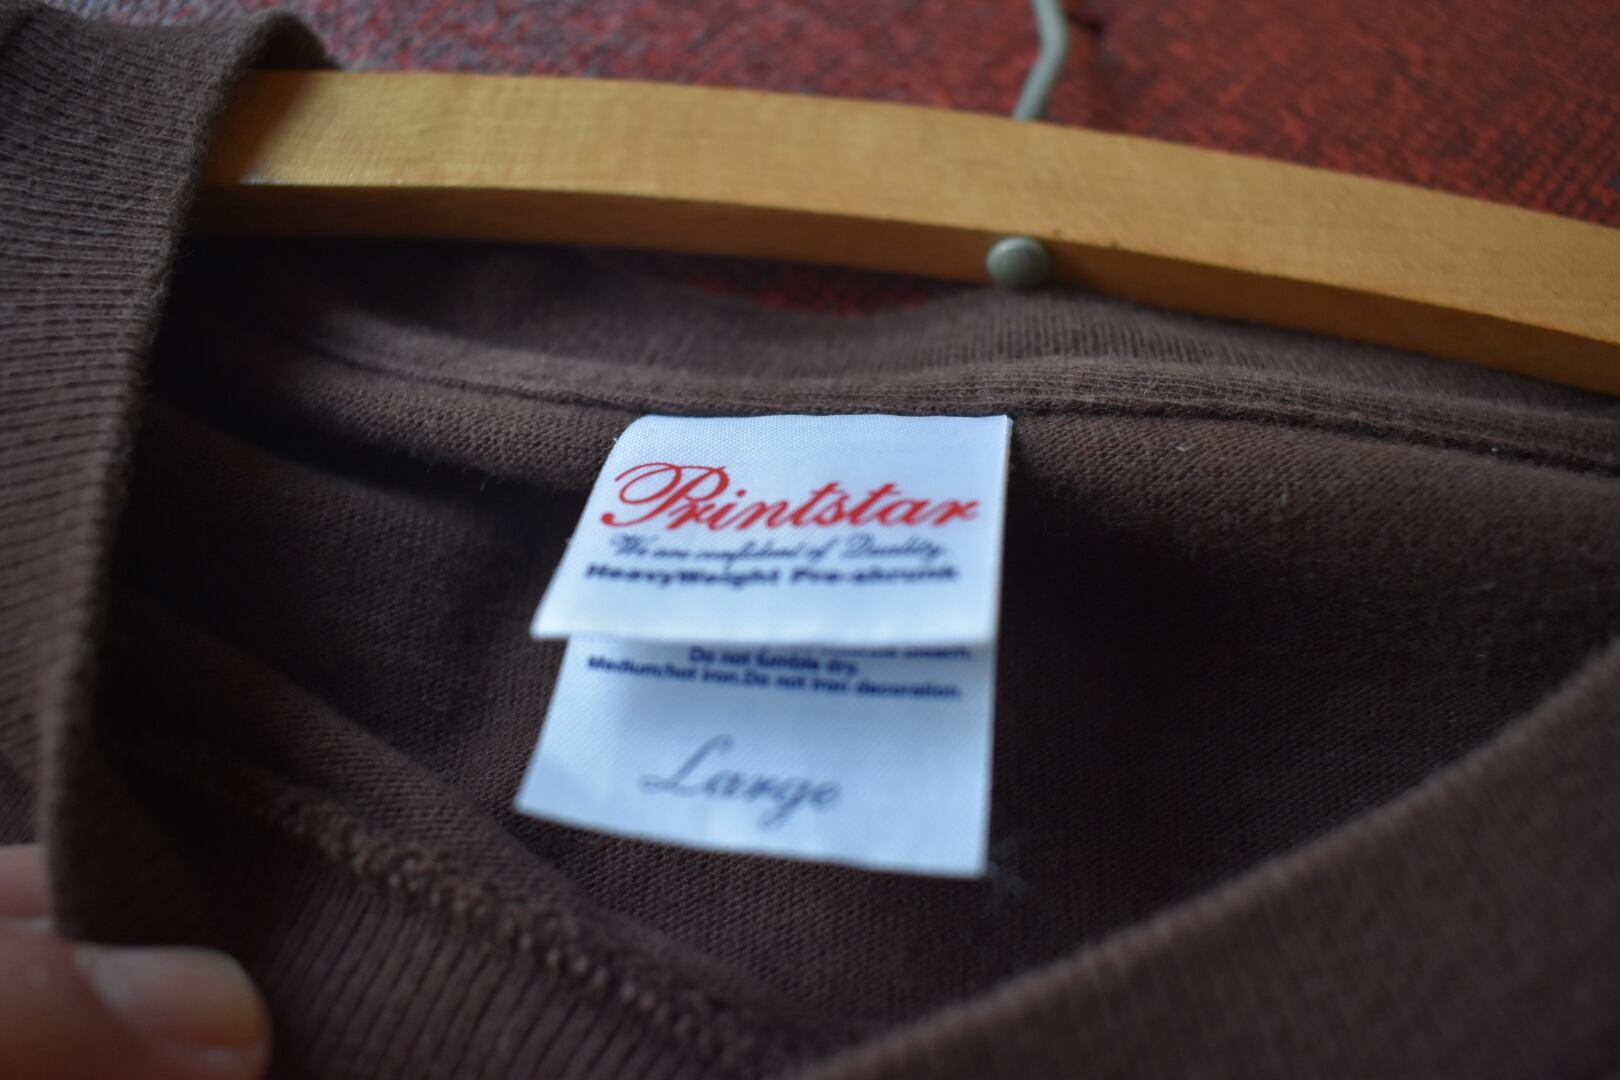 Printstar
We are confident of Quality.
HeavyWeight Pre-shrunk
Do not tumble dry.
Medium/hot iron.Do not iron decoration.
Large